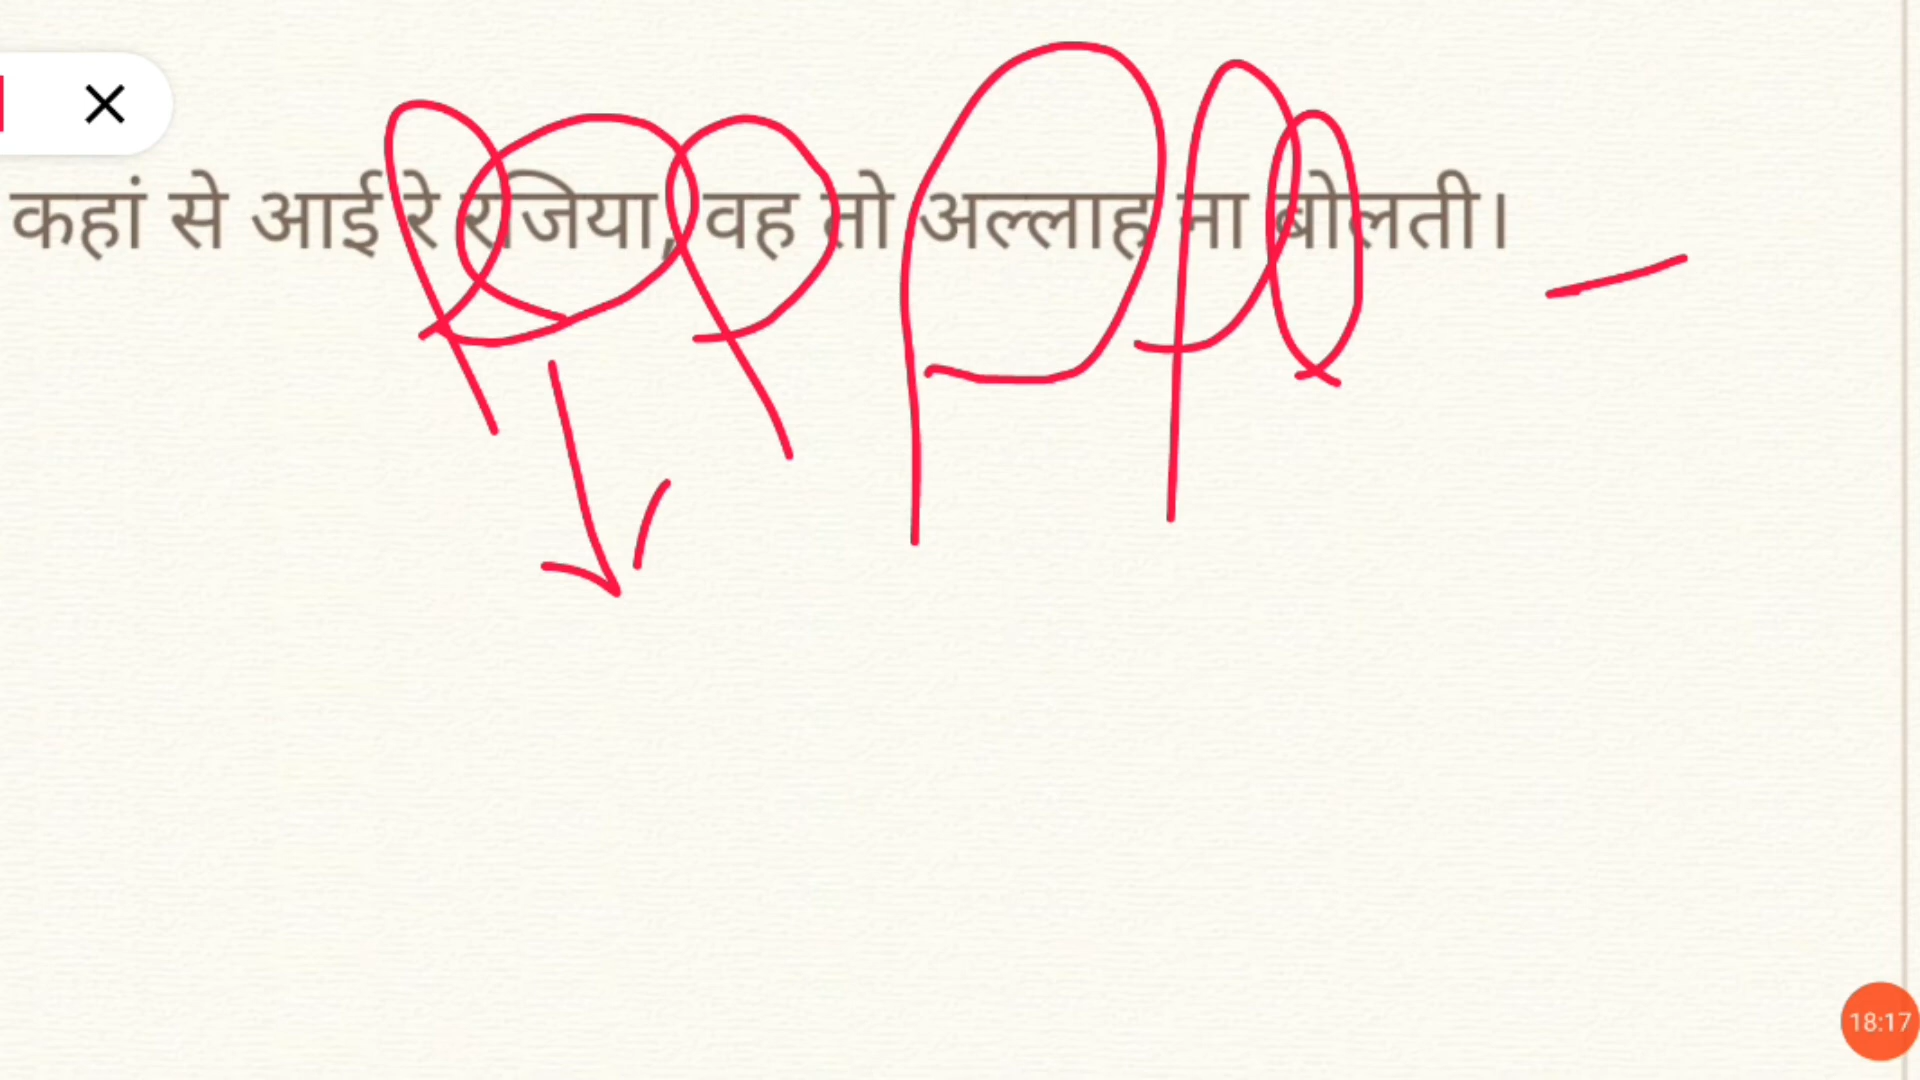 कहां से आई रे रजिया, वह तो अल्लाह ना बोलती।
18:17